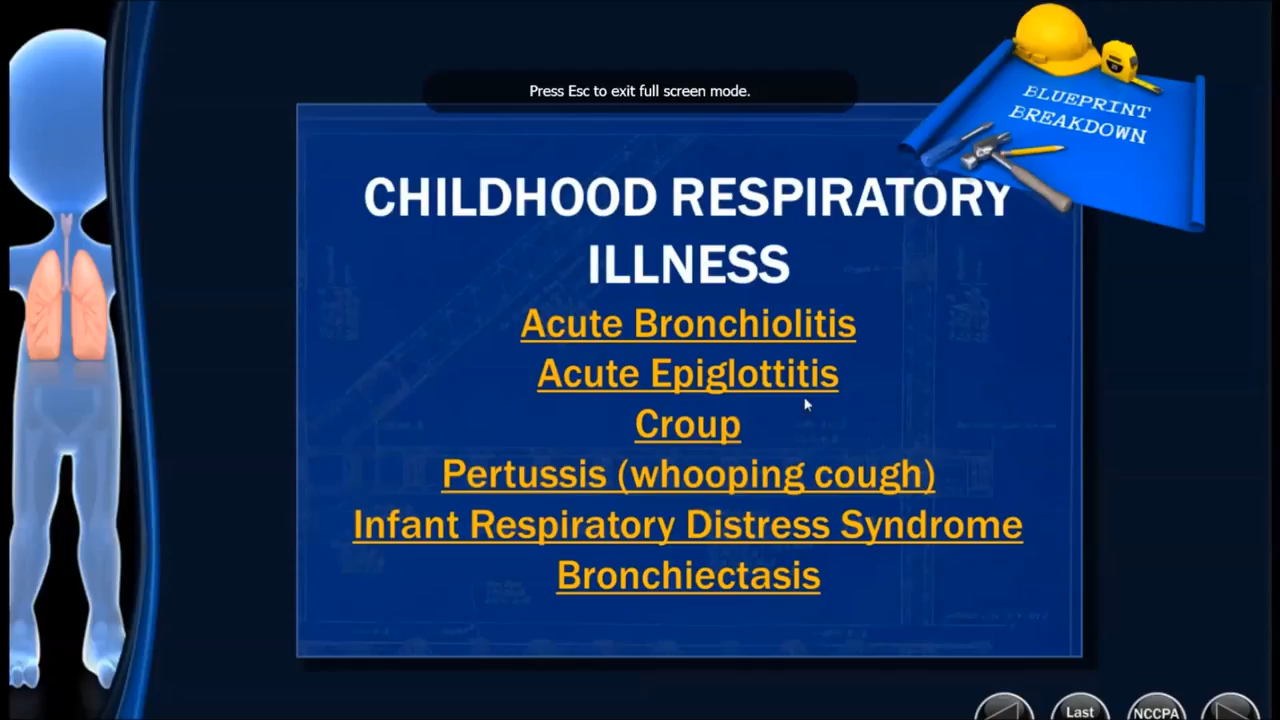 Press Esc to exit full screen mode.
BLUEPRINT
BREAKDOWN
CHILDHOOD RESPIRATORY
ILLNESS
Acute Bronchiolitis
Acute Epiglottitis
Croup
Pertussis (whooping cough)
Infant Respiratory Distress Syndrome
Bronchiectasis
Last
NCCPA